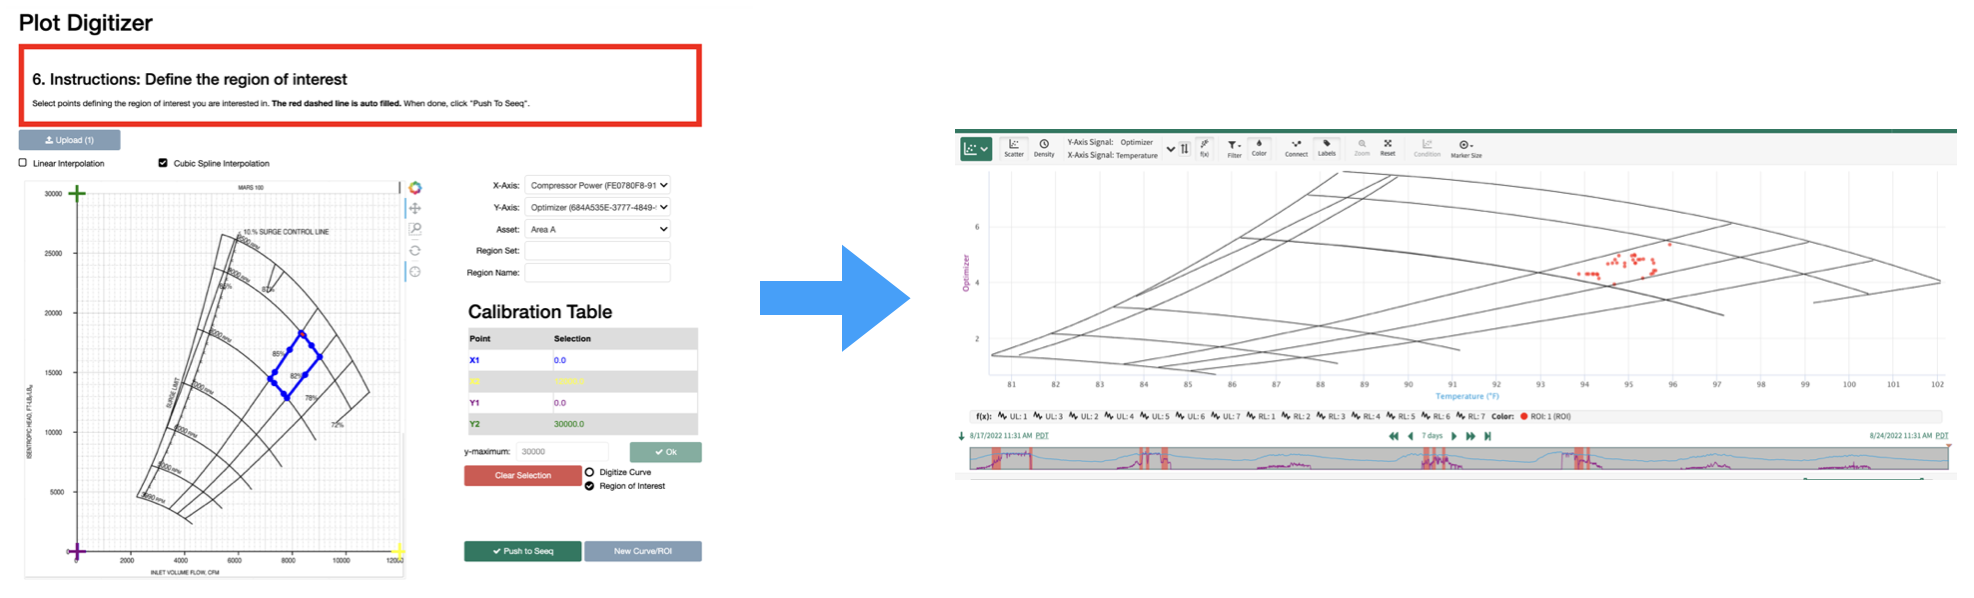 Plot Digitizer
6. Instructions: Define the region of interest
Select points defining the region of interest you are interested in. The red dashed line is auto filled. When done, click "Push To Seeq".
Upload (1)
Linear Interpolation
Cubic Spline Interpolation
MARS 100
30000
25000
20000
15000
10000
5000
0
0
2000
4000
6000
8000
10000
INLET VOLUME FLOW, CFM
ISENTROPIC HEAD, FT-LBf/LBm
10 % SURGE CONTROL LINE
SURGE LIMIT
85%
82%
78%
72%
X-Axis: Compressor Power (FE0780F8-91
Y-Axis: Optimizer (684A535E-3777-4849-
Asset: Area A
Region Set:
Region Name:
Calibration Table
Point Selection
X1 0.0
X2 12000.0
Y1 0.0
Y2 30000.0
y-maximum: 30000
Ok
Clear Selection
Digitize Curve
Region of Interest
Push to Seeq
New Curve/ROI
Scatter
Density
Y-Axis Signal: Optimizer
X-Axis Signal: Temperature
f(x)
Filter
Color
Connect
Labels
Zoom
Reset
Condition
Marker Size
Optimizer
6
4
2
81 82 83 84 85 86 87 88 89 90 91 92 93 94 95 96 97 98 99 100 101 102
Temperature (°F)
f(x): UL: 1 UL: 3 UL: 2 UL: 4 UL: 5 UL: 6 UL: 7 RL: 1 RL: 2 RL: 3 RL: 4 RL: 5 RL: 6 RL: 7 Color: ROI: 1 (ROI)
8/17/2022 11:31 AM PDT
7 days
8/24/2022 11:31 AM PDT